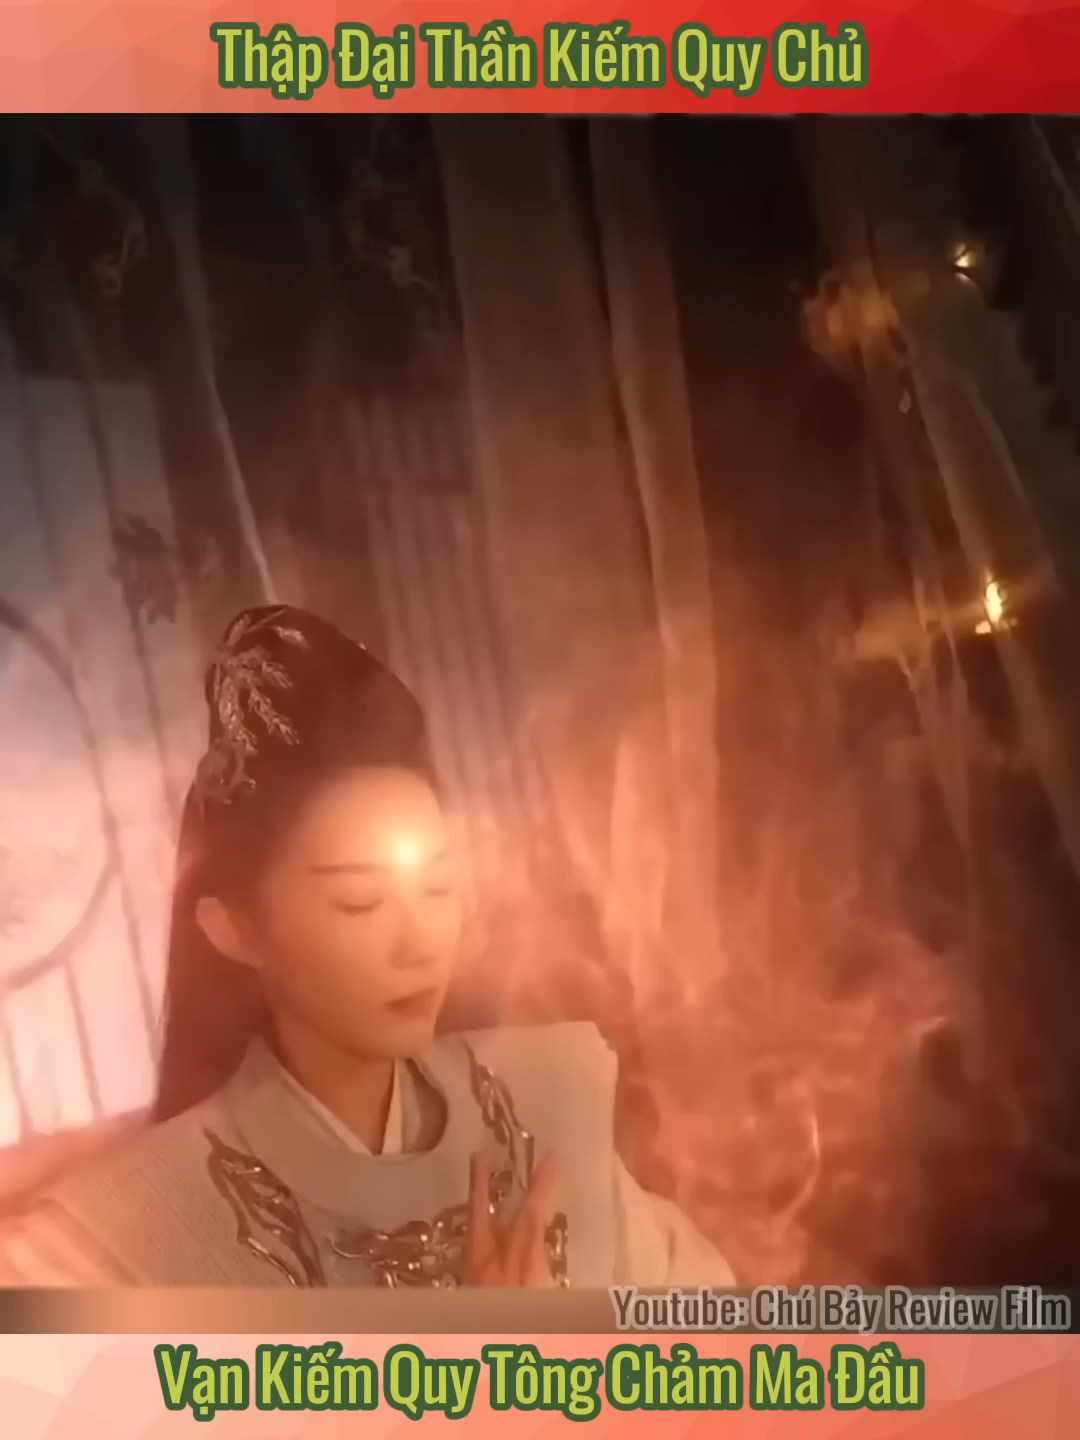 Thập Đại Thần Kiếm Quy Chủ
Youtube: Chú Bảy Review Film
Vạn Kiếm Quy Tông Chảm Ma Đầu